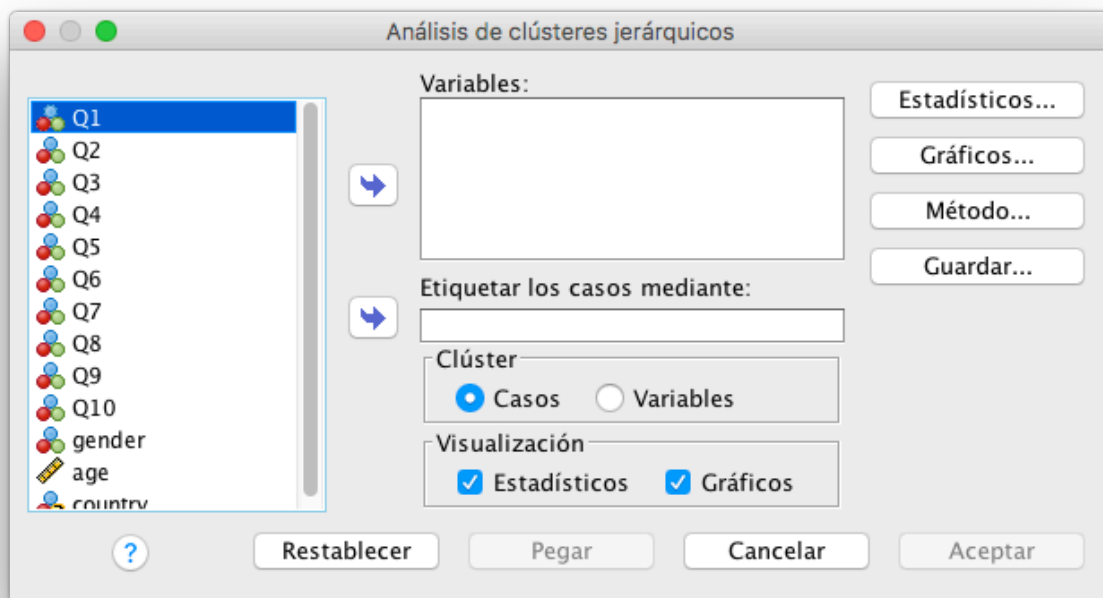 Análisis de clústeres jerárquicos
Q1
Q2
Q3
Q4
Q5
Q6
Q7
Q8
Q9
Q10
gender
age
country
Variables:
Etiquetar los casos mediante:
Clúster
Casos Variables
Visualización
Estadísticos Gráficos
Estadísticos...
Gráficos...
Método...
Guardar...
? Restablecer Pegar Cancelar Aceptar